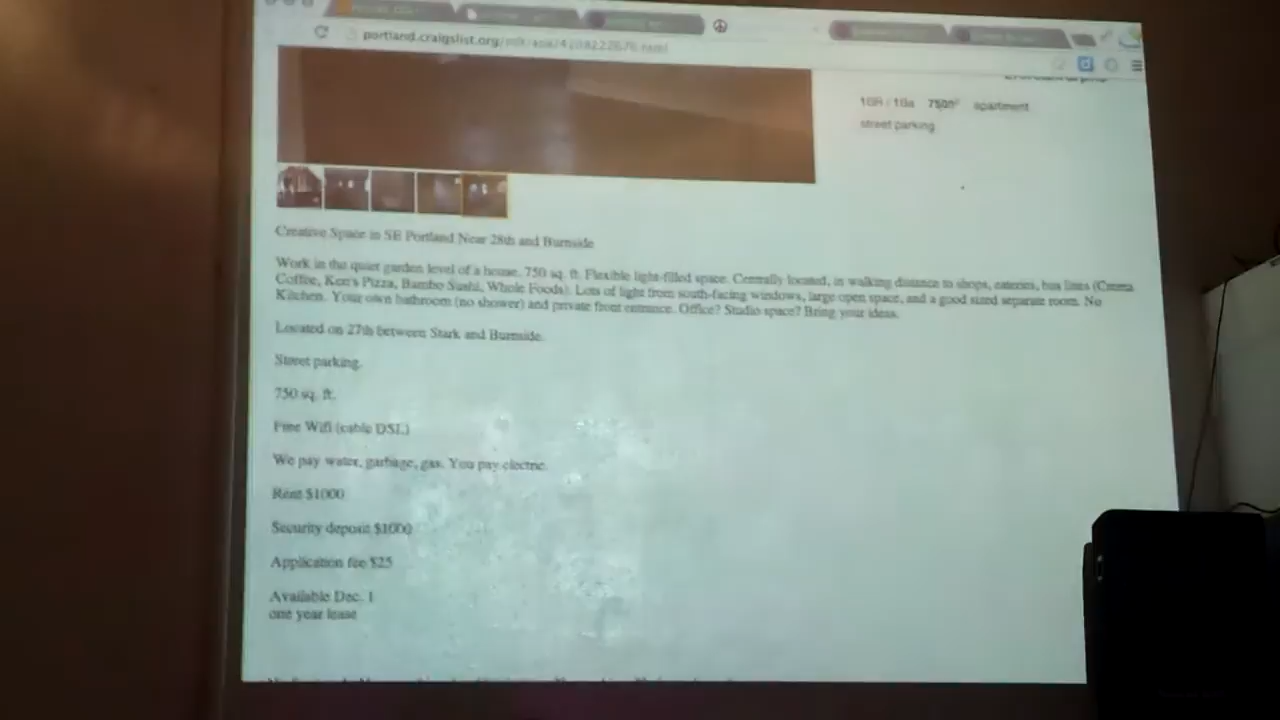 portland.craigslist.org/mlt/apa/
1BR / 1Ba 750ft² apartment
street parking
Creative Space in SE Portland Near 28th and Burnside
Work in the quiet garden level of a house. 750 sq. ft. Flexible light-filled space. Centrally located, in walking distance to shops, eateries, bus lines (Crema
Coffee, Ken's Pizza, Bambo Sushi, Whole Foods). Lots of light from south-facing windows, large open space, and a good sized separate room. No
Kitchen. Your own bathroom (no shower) and private front entrance. Office? Studio space? Bring your ideas.
Located on 27th between Stark and Burnside.
Street parking.
750 sq. ft.
Free Wifi (cable DSL)
We pay water, garbage, gas. You pay electric.
Rent $1000
Security deposit $1000
Application fee $25
Available Dec. 1
one year lease